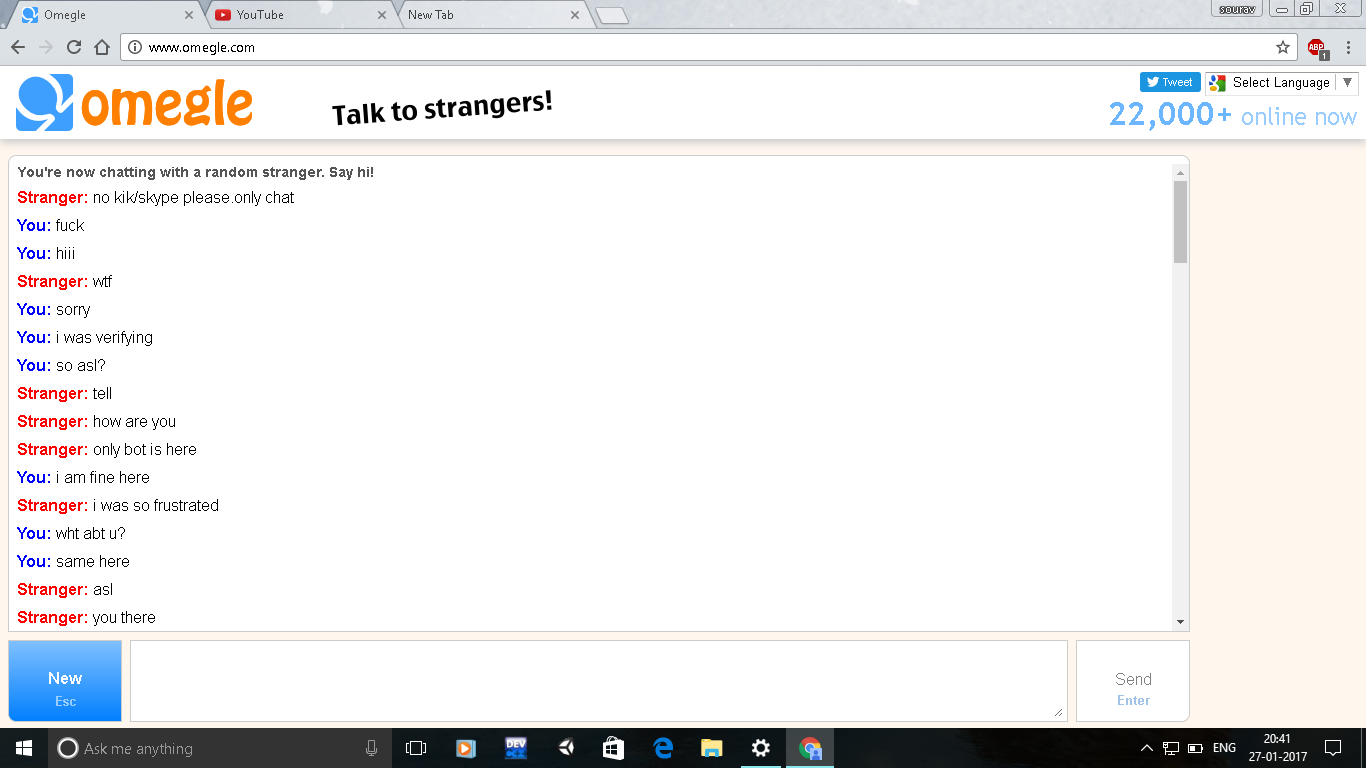 Omegle
YouTube
New Tab
sourav
www.omegle.com
ABP
1
omegle
Talk to strangers!
Tweet
Select Language
22,000+ online now
You're now chatting with a random stranger. Say hi!
Stranger: no kik/skype please.only chat
You: fuck
You: hiii
Stranger: wtf
You: sorry
You: i was verifying
You: so asl?
Stranger: tell
Stranger: how are you
Stranger: only bot is here
You: i am fine here
Stranger: i was so frustrated
You: wht abt u?
You: same here
Stranger: asl
Stranger: you there
New
Esc
Send
Enter
Ask me anything
DEV
ENG
20:41
27-01-2017